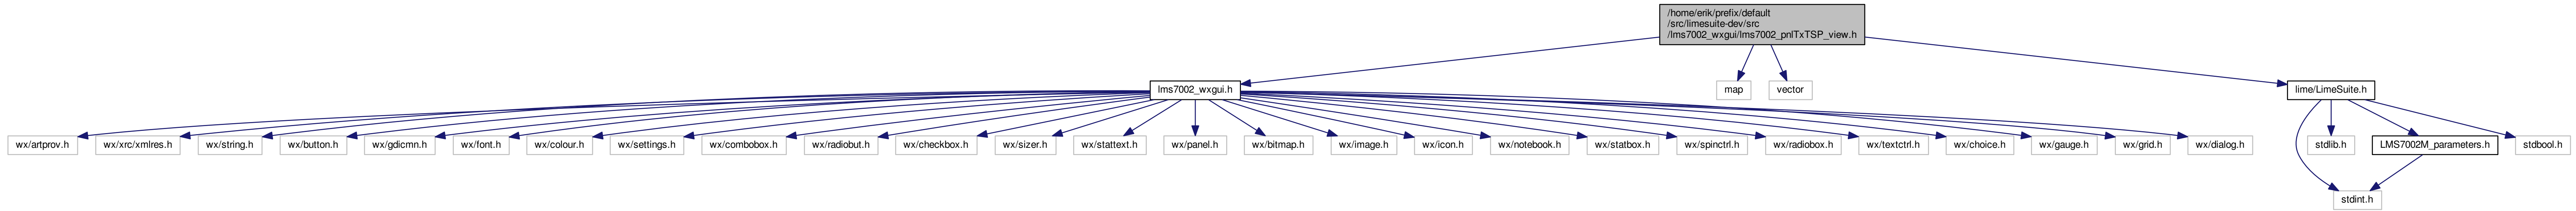 /home/erik/prefix/default
/src/limesuite-dev/src
/lms7002_wxgui/lms7002_pnlTxTSP_view.h
lms7002_wxgui.h
map
vector
lime/LimeSuite.h
wx/artprov.h
wx/xrc/xmlres.h
wx/string.h
wx/button.h
wx/gdicmn.h
wx/font.h
wx/colour.h
wx/settings.h
wx/combobox.h
wx/radiobut.h
wx/checkbox.h
wx/sizer.h
wx/stattext.h
wx/panel.h
wx/bitmap.h
wx/image.h
wx/icon.h
wx/notebook.h
wx/statbox.h
wx/spinctrl.h
wx/radiobox.h
wx/textctrl.h
wx/choice.h
wx/gauge.h
wx/grid.h
wx/dialog.h
stdlib.h
LMS7002M_parameters.h
stdbool.h
stdint.h